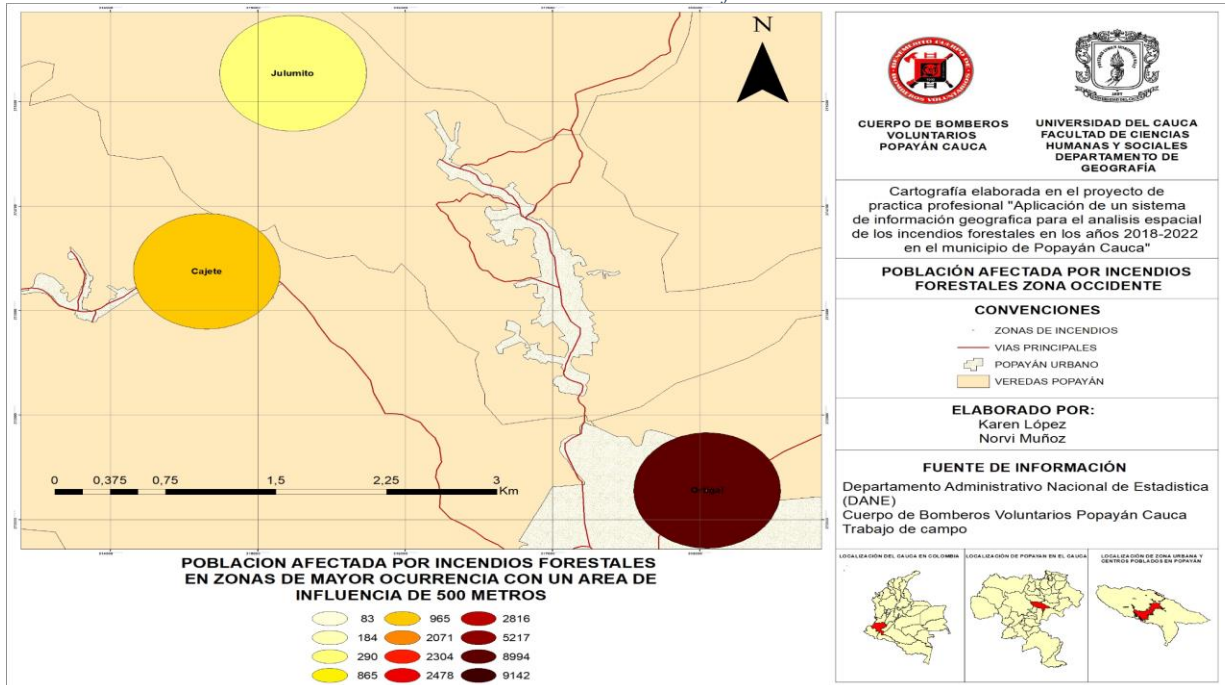 Julumito
Cajete
N
0 0,375 0,75 1,5 2,25 3
Km
POBLACION AFECTADA POR INCENDIOS FORESTALES
EN ZONAS DE MAYOR OCURRENCIA CON UN AREA DE
INFLUENCIA DE 500 METROS
83 965 2816
184 2071 5217
290 2304 8994
865 2478 9142
CUERPO DE BOMBEROS
VOLUNTARIOS
POPAYÁN CAUCA
UNIVERSIDAD DEL CAUCA
FACULTAD DE CIENCIAS
HUMANAS Y SOCIALES
DEPARTAMENTO DE
GEOGRAFÍA
Cartografía elaborada en el proyecto de
practica profesional "Aplicación de un sistema
de información geografica para el analisis espacial
de los incendios forestales en los años 2018-2022
en el municipio de Popayán Cauca"
POBLACIÓN AFECTADA POR INCENDIOS
FORESTALES ZONA OCCIDENTE
CONVENCIONES
ZONAS DE INCENDIOS
VIAS PRINCIPALES
POPAYÁN URBANO
VEREDAS POPAYÁN
ELABORADO POR:
Karen López
Norvi Muñoz
FUENTE DE INFORMACIÓN
Departamento Administrativo Nacional de Estadistica
(DANE)
Cuerpo de Bomberos Voluntarios Popayán Cauca
Trabajo de campo
LOCALIZACIÓN DEL CAUCA EN COLOMBIA
LOCALIZACIÓN DE POPAYAN EN EL CAUCA
LOCALIZACIÓN DE ZONA URBANA Y
CENTROS POBLADOS EN POPAYÁN